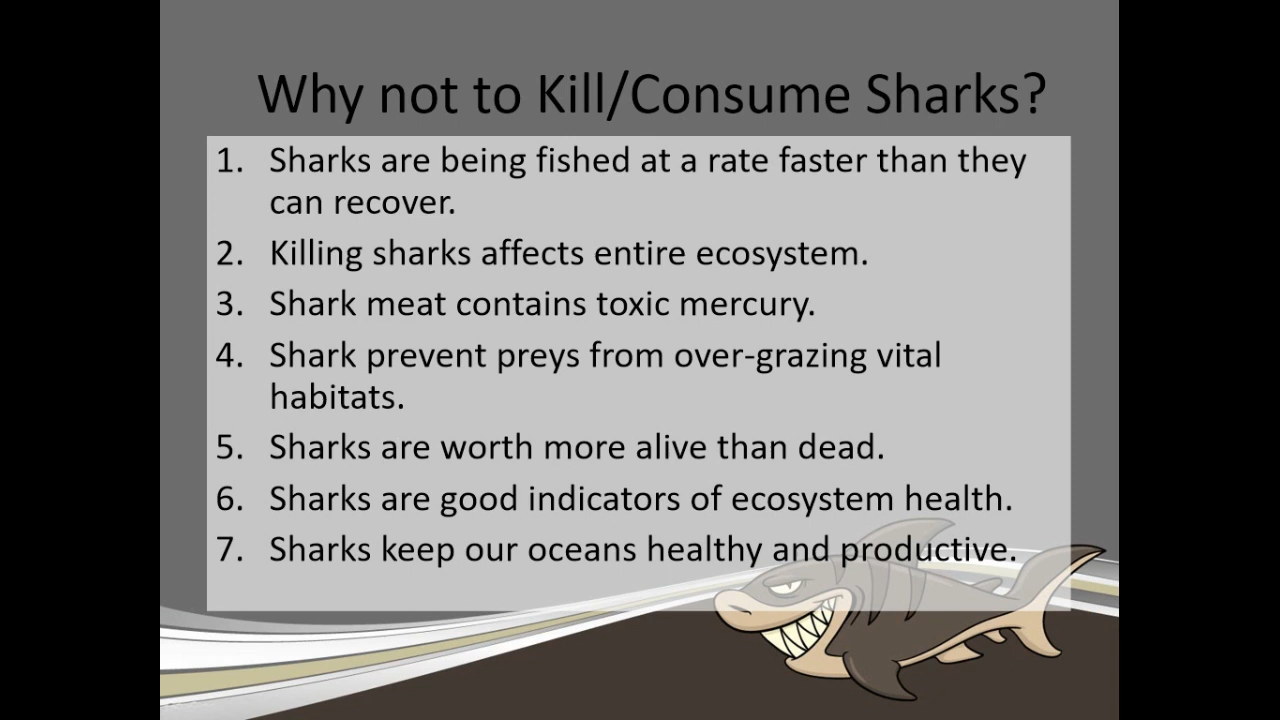 Why not to Kill/Consume Sharks?
1. Sharks are being fished at a rate faster than they
can recover.
2. Killing sharks affects entire ecosystem.
3. Shark meat contains toxic mercury.
4. Shark prevent preys from over-grazing vital
habitats.
5. Sharks are worth more alive than dead.
6. Sharks are good indicators of ecosystem health.
7. Sharks keep our oceans healthy and productive.